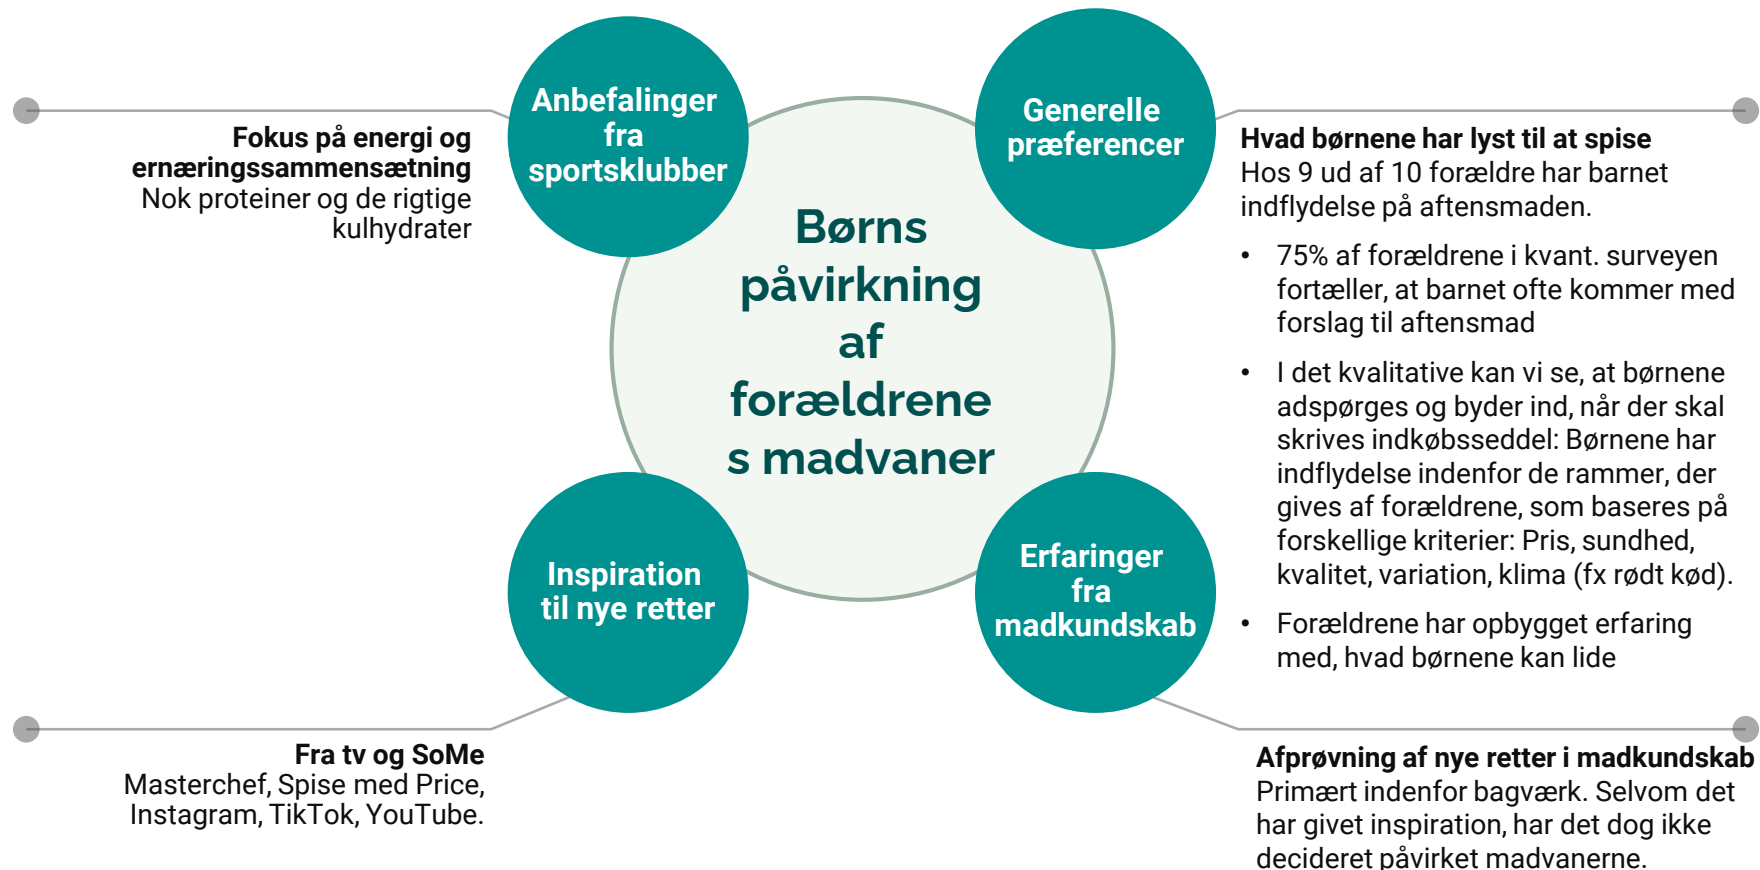 Anbefalinger
fra
sportsklubber
Fokus på energi og
ernæringssammensætning
Nok proteiner og de rigtige
kulhydrater
Generelle
præferencer
Hvad børnene har lyst til at spise
Hos 9 ud af 10 forældre har barnet
indflydelse på aftensmaden.
• 75% af forældrene i kvant. surveyen
fortæller, at barnet ofte kommer med
forslag til aftensmad
• I det kvalitative kan vi se, at børnene
adspørges og byder ind, når der skal
skrives indkøbsseddel: Børnene har
indflydelse indenfor de rammer, der
gives af forældrene, som baseres på
forskellige kriterier: Pris, sundhed,
kvalitet, variation, klima (fx rødt kød).
• Forældrene har opbygget erfaring
med, hvad børnene kan lide
Børns
påvirkning
af
forældrene
s madvaner
Inspiration
til nye retter
Fra tv og SoMe
Masterchef, Spise med Price,
Instagram, TikTok, YouTube.
Erfaringer
fra
madkundskab
Afprøvning af nye retter i madkundskab
Primært indenfor bagværk. Selvom det
har givet inspiration, har det dog ikke
decideret påvirket madvanerne.